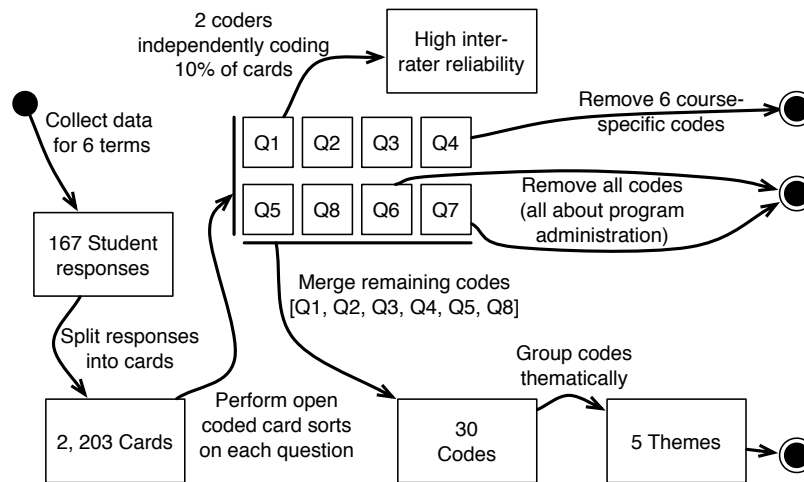 2 coders
independently coding
10% of cards
High inter-
rater reliability
Collect data
for 6 terms
Remove 6 course-
specific codes
Q1
Q2
Q3
Q4
Q5
Q8
Q6
Q7
Remove all codes
(all about program
administration)
167 Student
responses
Merge remaining codes
[Q1, Q2, Q3, Q4, Q5, Q8]
Split responses
into cards
Group codes
thematically
Perform open
coded card sorts
on each question
2, 203 Cards
30
Codes
5 Themes